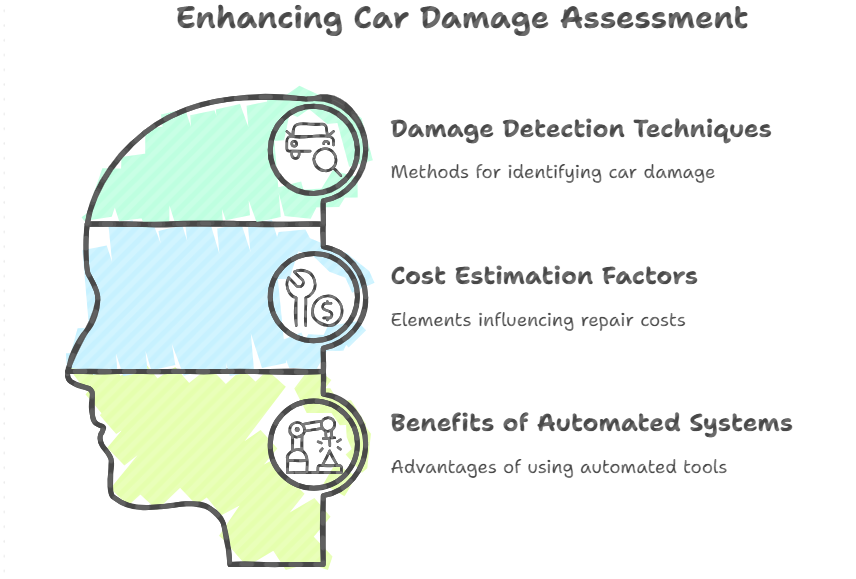 Enhancing Car Damage Assessment
Damage Detection Techniques
Methods for identifying car damage
$
Cost Estimation Factors
Elements influencing repair costs
Benefits of Automated Systems
Advantages of using automated tools